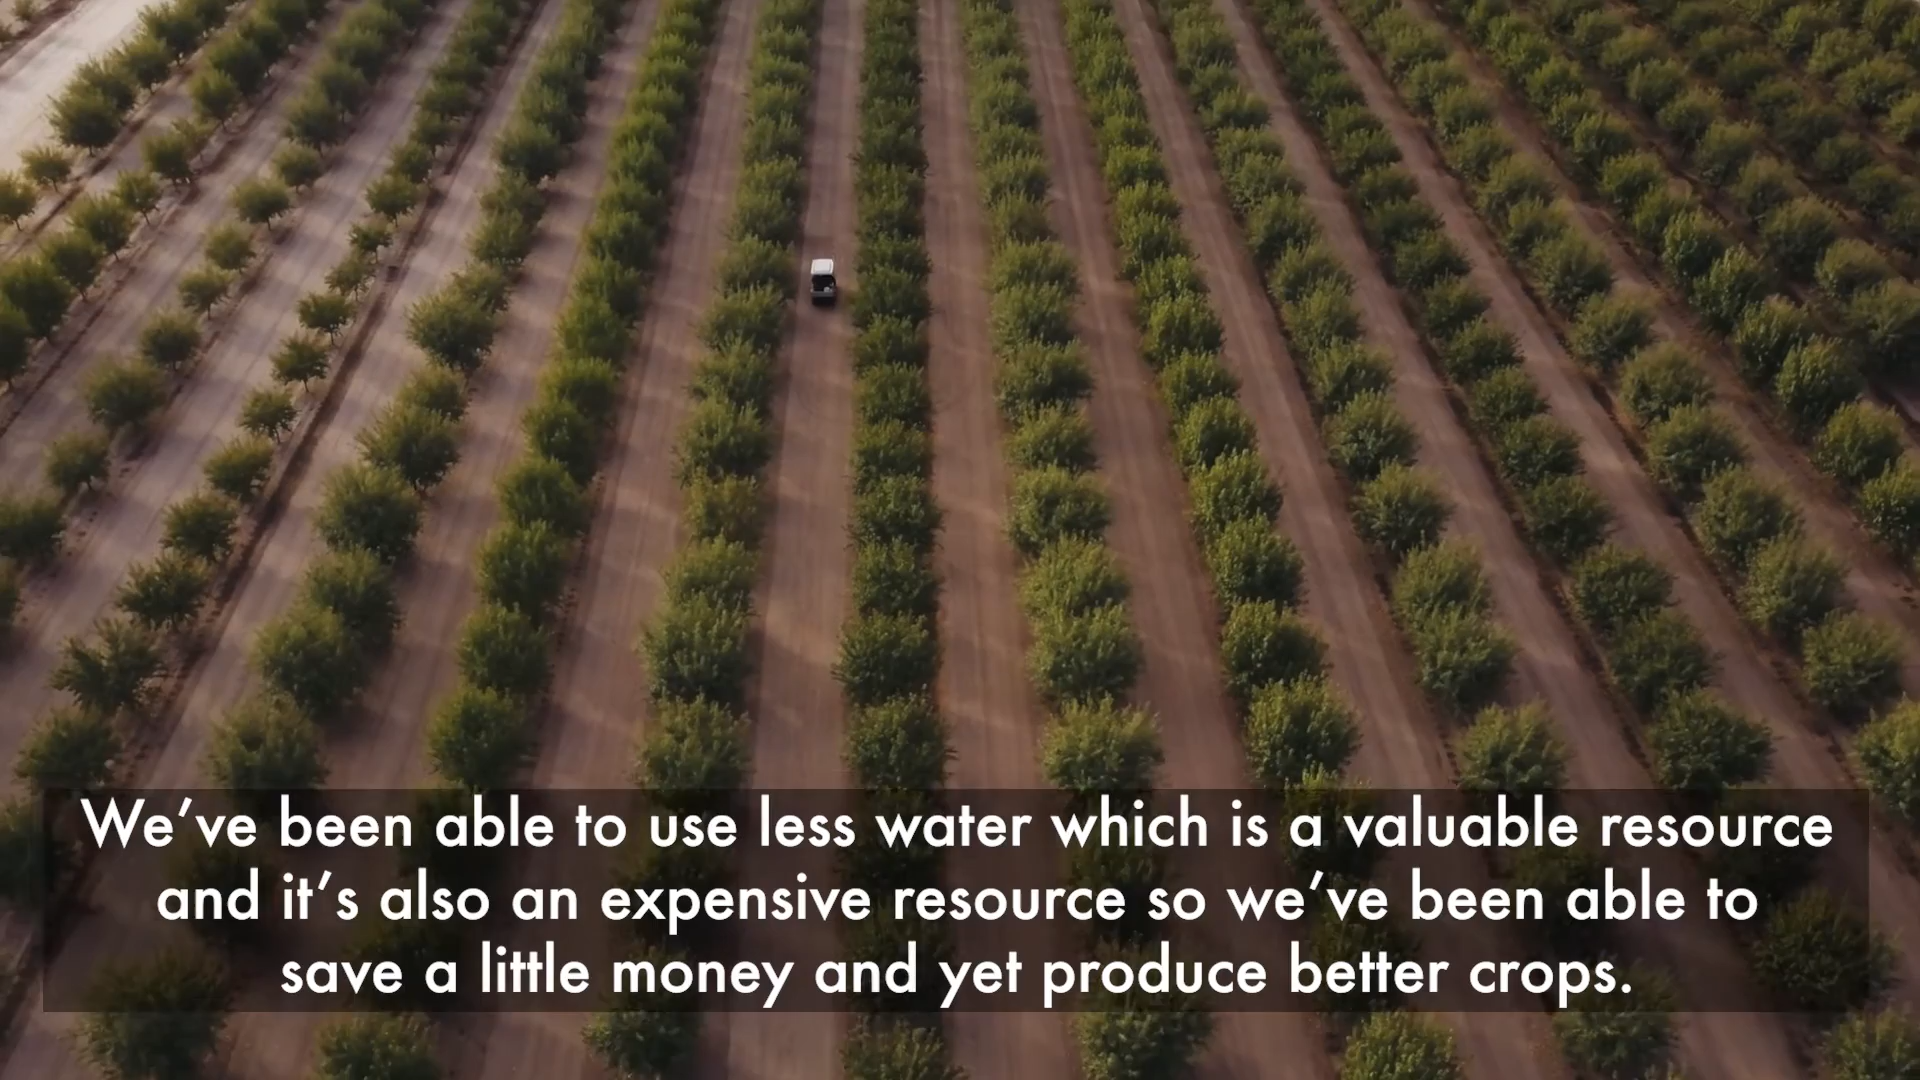 We’ve been able to use less water which is a valuable resource
and it’s also an expensive resource so we’ve been able to
save a little money and yet produce better crops.